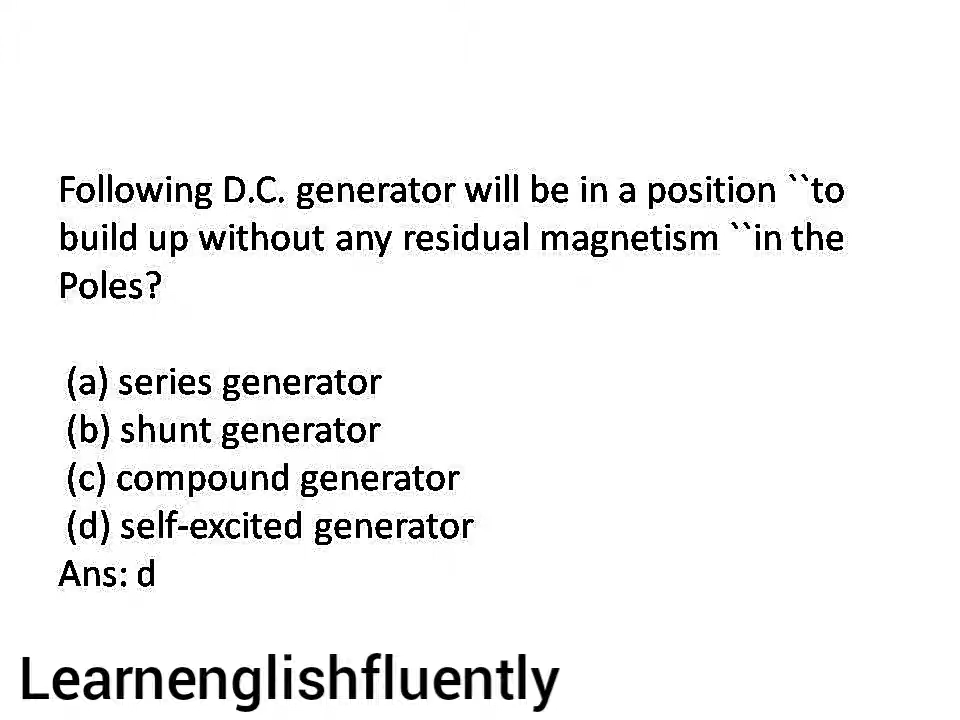 Following D.C. generator will be in a position ``to
build up without any residual magnetism ``in the
Poles?
(a) series generator
(b) shunt generator
(c) compound generator
(d) self-excited generator
Ans: d
Learnenglishfluently